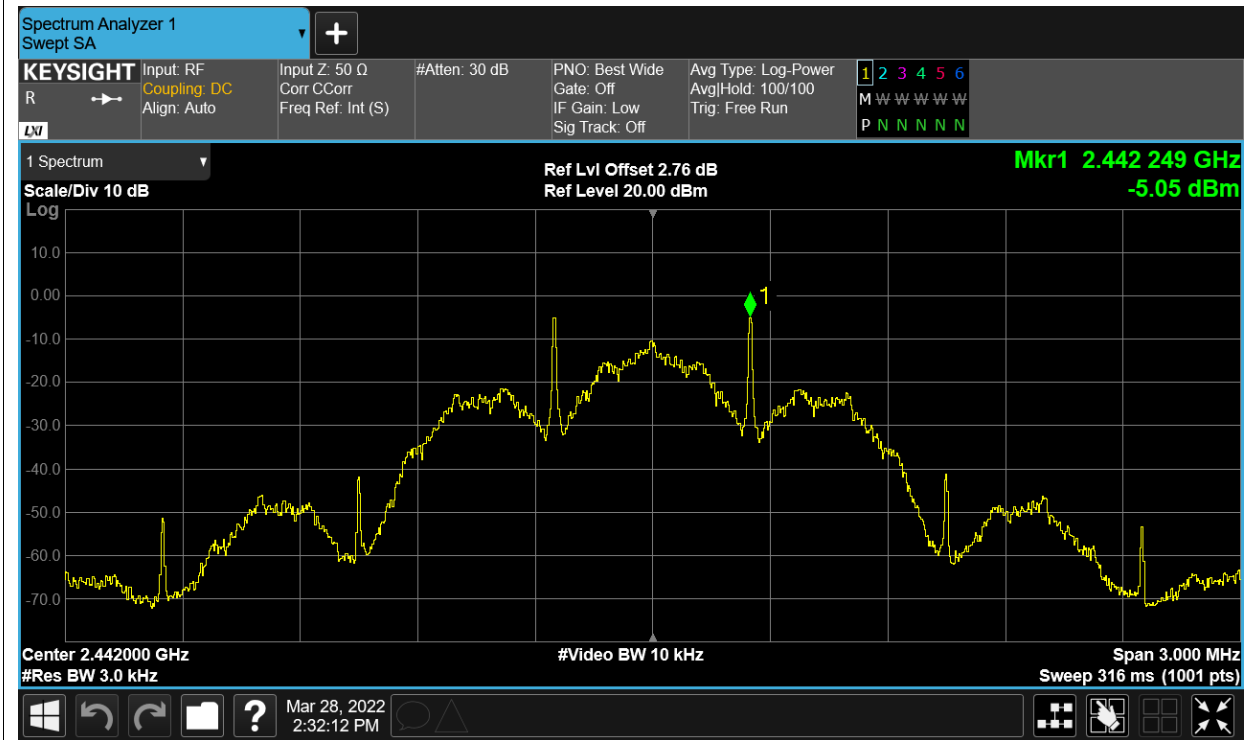 Spectrum Analyzer 1
Swept SA
KEYSIGHT
R
LXI
Input: RF
Coupling: DC
Align: Auto
Input Z: 50 Ω
Corr CCorr
Freq Ref: Int (S)
#Atten: 30 dB
PNO: Best Wide
Gate: Off
IF Gain: Low
Sig Track: Off
Avg Type: Log-Power
Avg|Hold: 100/100
Trig: Free Run
1 2 3 4 5 6
M W W W W W
P N N N N N
1 Spectrum
Scale/Div 10 dB
Log
Ref Lvl Offset 2.76 dB
Ref Level 20.00 dBm
Mkr1 2.442 249 GHz
-5.05 dBm
10.0
0.00
-10.0
-20.0
-30.0
-40.0
-50.0
-60.0
-70.0
1
Center 2.442000 GHz
#Res BW 3.0 kHz
#Video BW 10 kHz
Span 3.000 MHz
Sweep 316 ms (1001 pts)
?
Mar 28, 2022
2:32:12 PM